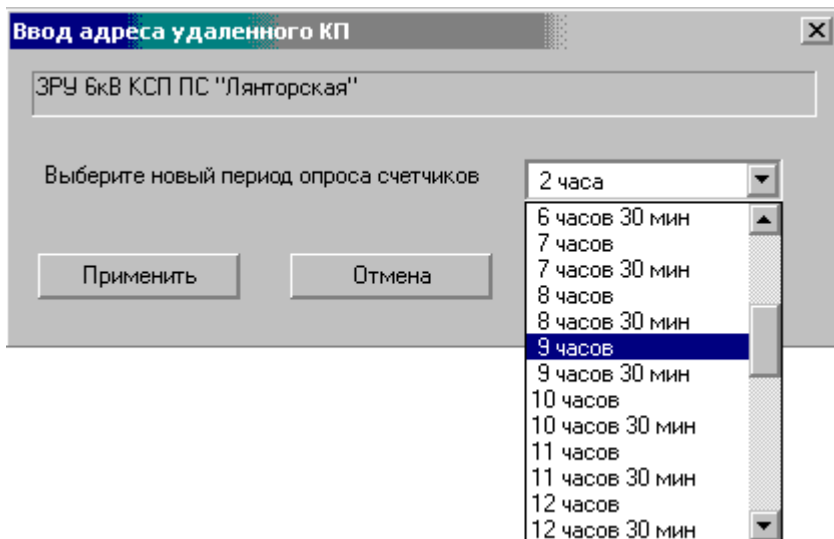 Ввод адреса удаленного КП
ЗРУ 6кВ КСП ПС "Лянторская"
Выберите новый период опроса счетчиков
2 часа
Применить
Отмена
6 часов 30 мин
7 часов
7 часов 30 мин
8 часов
8 часов 30 мин
9 часов
9 часов 30 мин
10 часов
10 часов 30 мин
11 часов
11 часов 30 мин
12 часов
12 часов 30 мин